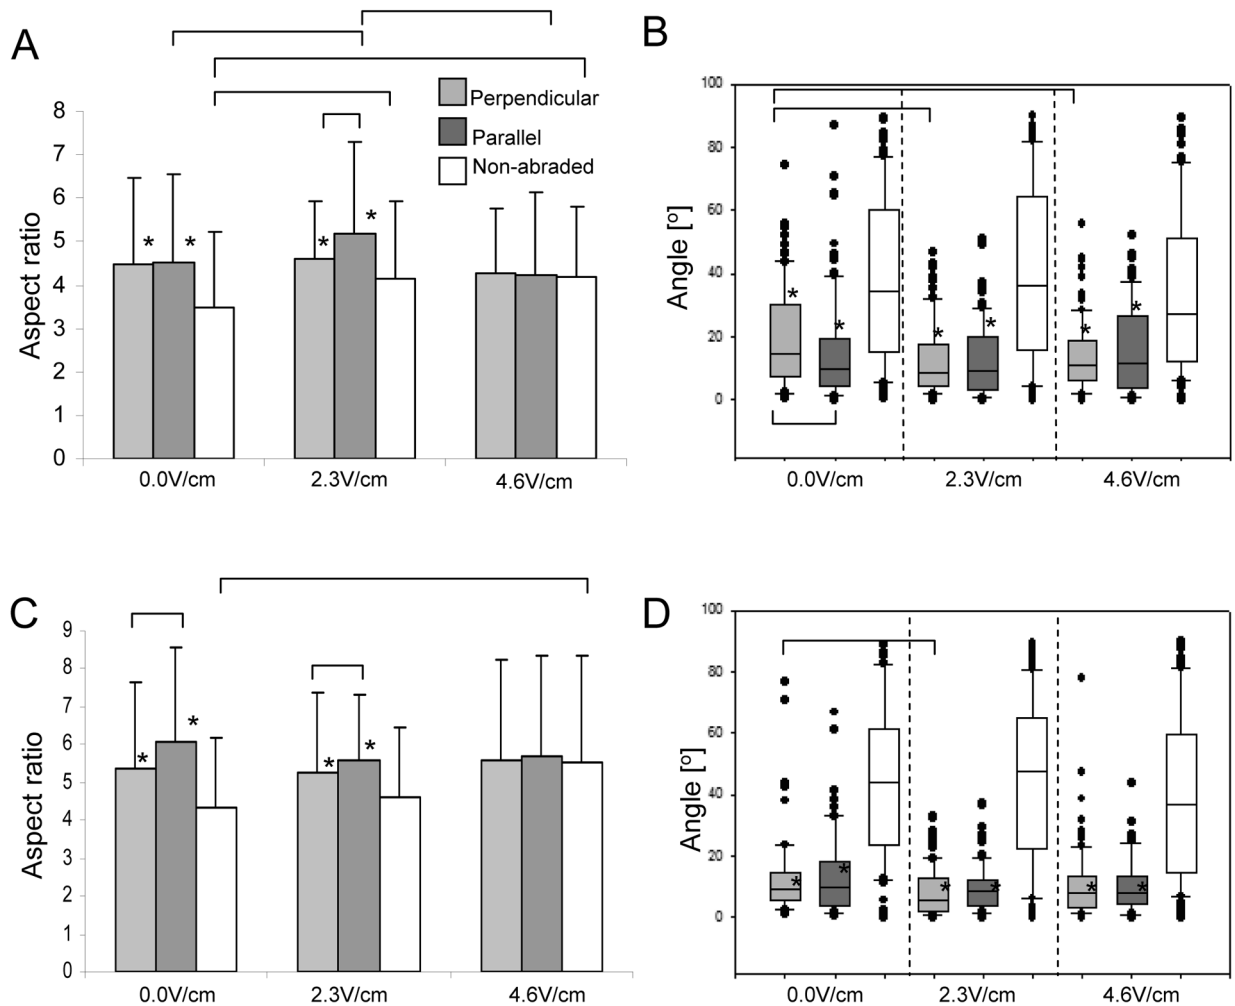 A
Aspect ratio
8
7
6
5
4
3
2
1
0
* * * *
0.0V/cm 2.3V/cm 4.6V/cm
Perpendicular
Parallel
Non-abraded
B
Angle [º]
100
80
60
40
20
0
* * * * * *
0.0V/cm 2.3V/cm 4.6V/cm
C
Aspect ratio
9
8
7
6
5
4
3
2
1
0
* * * *
0.0V/cm 2.3V/cm 4.6V/cm
D
Angle [º]
100
80
60
40
20
0
* * * * * *
0.0V/cm 2.3V/cm 4.6V/cm